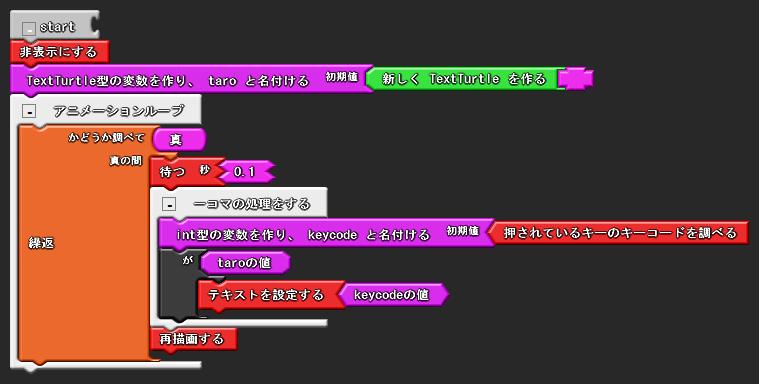 start
非表示にする
TextTurtle型の変数を作り、 taro と名付ける 初期値 新しく TextTurtle を作る
アニメーションループ
かどうか調べて 真
真の間
待つ 秒 0.1
一コマの処理をする
int型の変数を作り、 keycode と名付ける 初期値 押されているキーのキーコードを調べる
繰返
が taroの値
テキストを設定する keycodeの値
再描画する